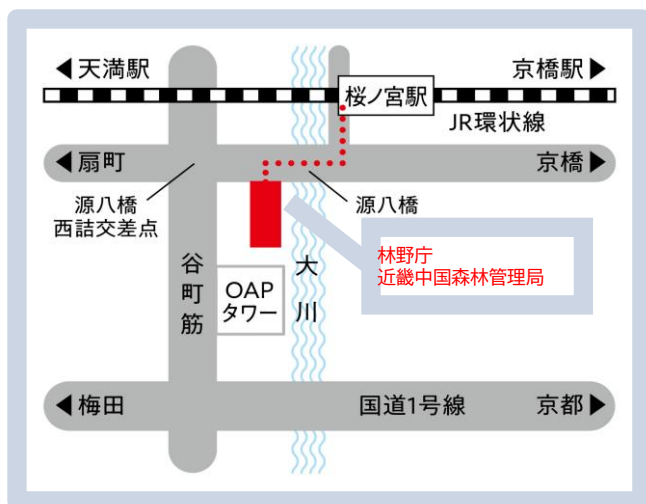 ◀天満駅
京橋駅▶
桜ノ宮駅
JR環状線
◀扇町
京橋▶
源八橋
西詰交差点
源八橋
林野庁
近畿中国森林管理局
谷町筋
大川
OAP
タワー
◀梅田
国道1号線
京都▶